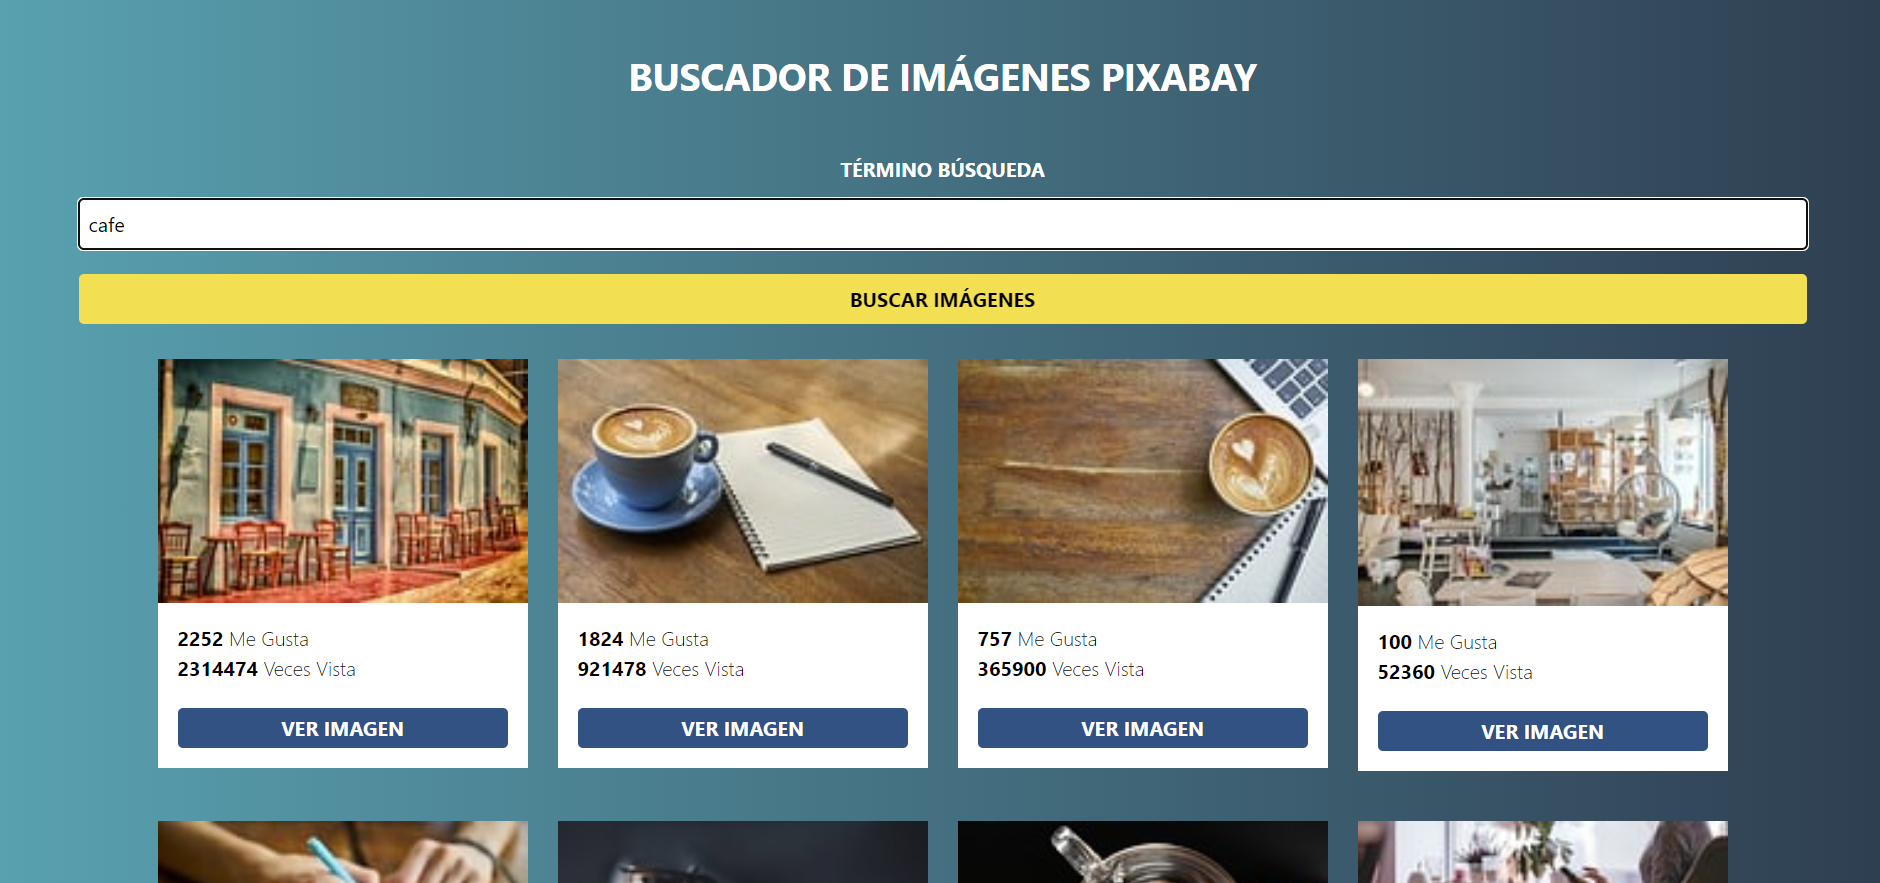 BUSCADOR DE IMÁGENES PIXABAY
TÉRMINO BÚSQUEDA
cafe
BUSCAR IMÁGENES
2252 Me Gusta
2314474 Veces Vista
VER IMAGEN
1824 Me Gusta
921478 Veces Vista
VER IMAGEN
757 Me Gusta
365900 Veces Vista
VER IMAGEN
100 Me Gusta
52360 Veces Vista
VER IMAGEN